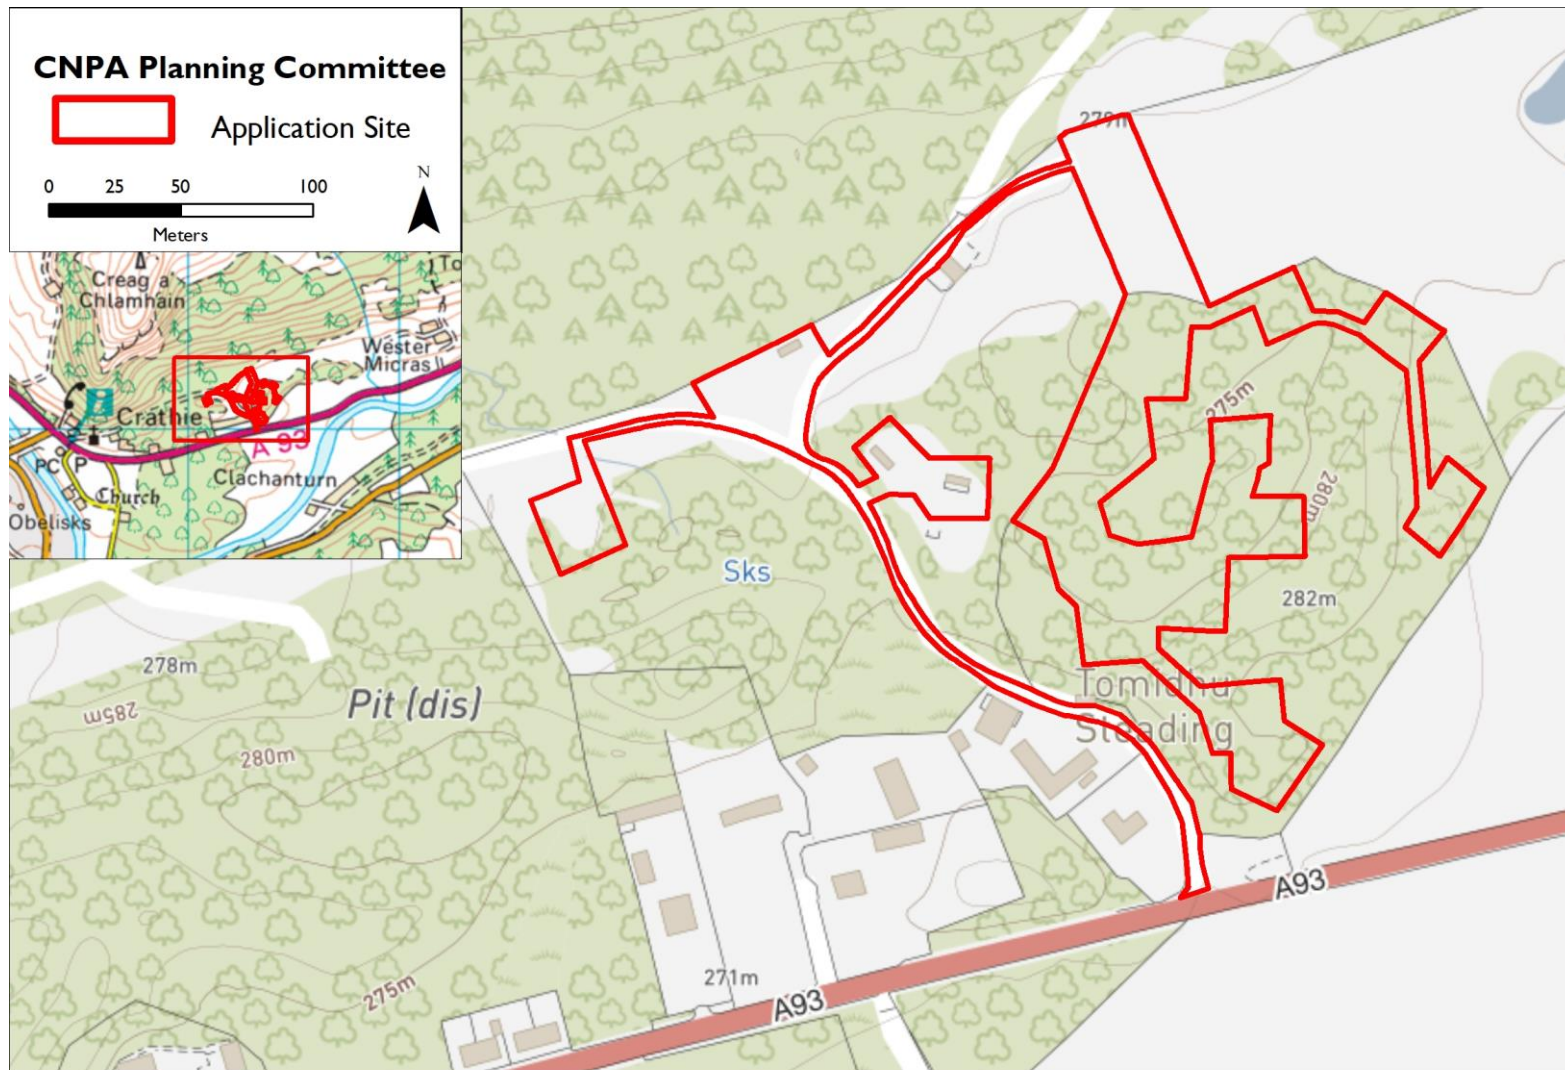 CNPA Planning Committee
Application Site
0 25 50 100
Meters
N
Creag a
Chlamhain
To
Wester
Micras
Crathie
A 93
PC P
Clachanturn
Church
Obelisks
279m
275m
280m
282m
Sks
278m
285m
Pit (dis)
280m
Tomidhu
Steading
275m
271m
A93
A93